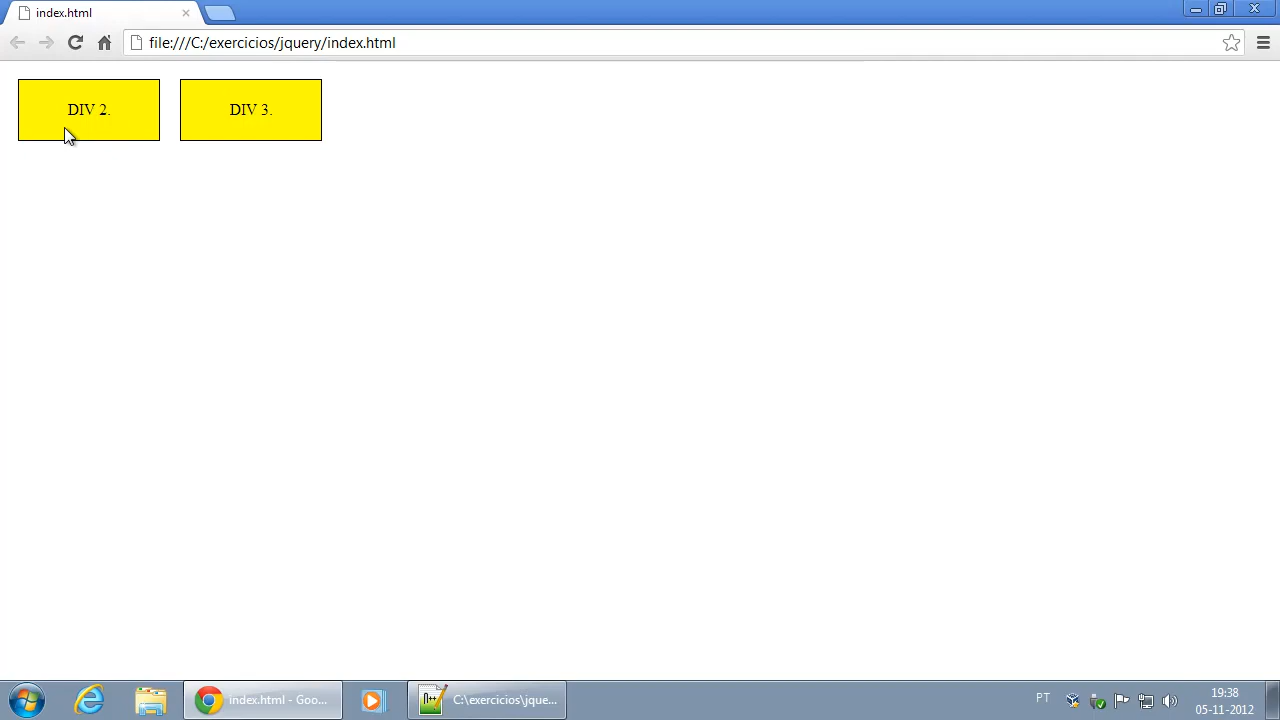 index.html
file:///C:/exercicios/jquery/index.html
DIV 2.
DIV 3.
index.html - Goo...
C:\exercicios\jque...
PT
19:38
05-11-2012